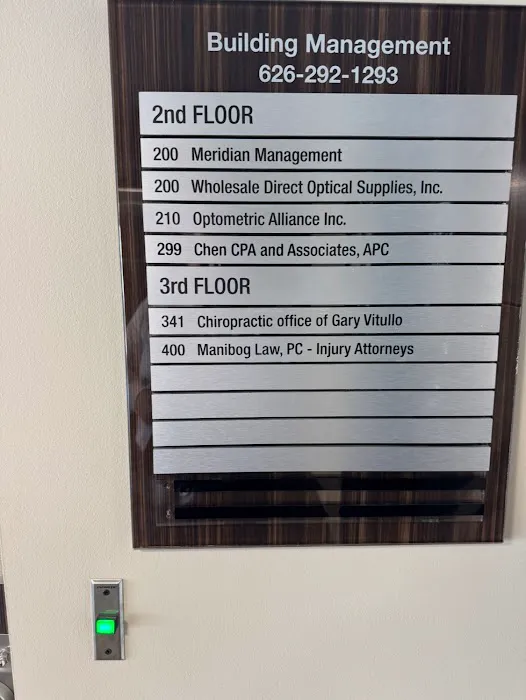 Building Management
626-292-1293
2nd FLOOR
200 Meridian Management
200 Wholesale Direct Optical Supplies, Inc.
210 Optometric Alliance Inc.
299 Chen CPA and Associates, APC
3rd FLOOR
341 Chiropractic office of Gary Vitullo
400 Manibog Law, PC - Injury Attorneys